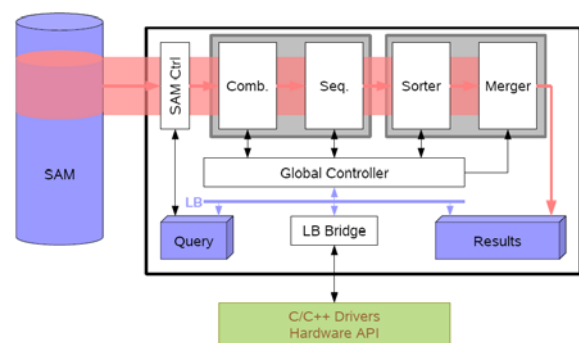 SAM
SAM Ctrl
Comb.
Seq.
Sorter
Merger
Global Controller
LB
Query
LB Bridge
Results
C/C++ Drivers
Hardware API